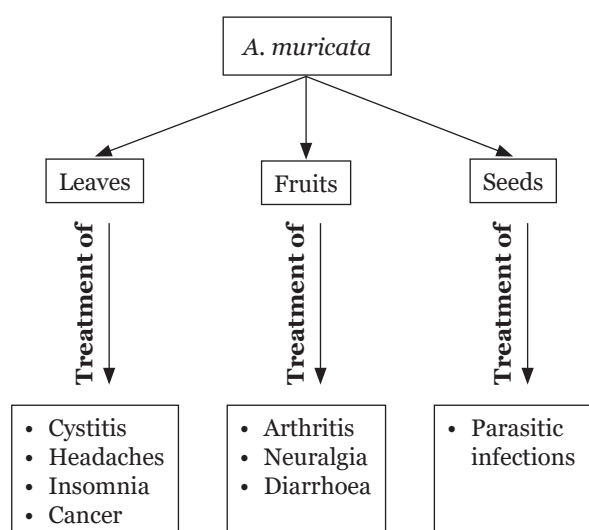 A. muricata
Leaves
Fruits
Seeds
Treatment of
Treatment of
Treatment of
• Cystitis
• Headaches
• Insomnia
• Cancer
• Arthritis
• Neuralgia
• Diarrhoea
• Parasitic
infections